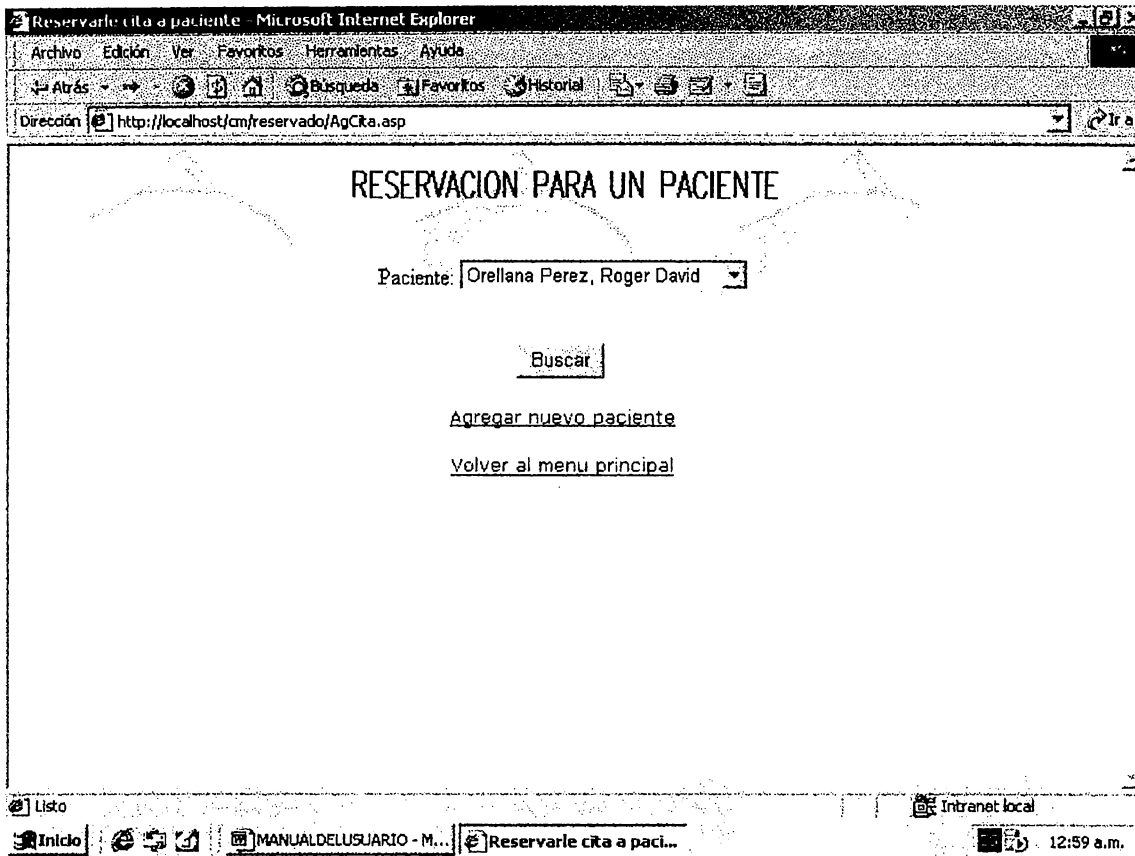 Reservarle cita a paciente - Microsoft Internet Explorer
Archivo Edición Ver Favoritos Herramientas Ayuda
Atrás Búsqueda Favoritos Historial
Dirección http://localhost/cm/reservado/AgCita.asp Ir a
RESERVACION PARA UN PACIENTE
Paciente: Orellana Perez, Roger David
Buscar
Agregar nuevo paciente
Volver al menu principal
Listo Intranet local
Inicio MANUALDELUSUARIO - M... Reservarle cita a paci... 12:59 a.m.